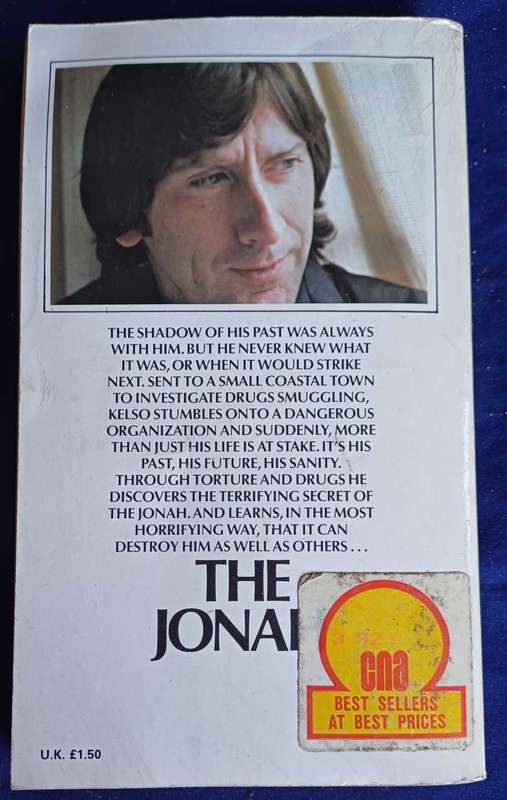 THE SHADOW OF HIS PAST WAS ALWAYS
WITH HIM. BUT HE NEVER KNEW WHAT
IT WAS, OR WHEN IT WOULD STRIKE
NEXT. SENT TO A SMALL COASTAL TOWN
TO INVESTIGATE DRUGS SMUGGLING,
KELSO STUMBLES ONTO A DANGEROUS
ORGANIZATION AND SUDDENLY, MORE
THAN JUST HIS LIFE IS AT STAKE. IT'S HIS
PAST, HIS FUTURE, HIS SANITY.
THROUGH TORTURE AND DRUGS HE
DISCOVERS THE TERRIFYING SECRET OF
THE JONAH. AND LEARNS, IN THE MOST
HORRIFYING WAY, THAT IT CAN
DESTROY HIM AS WELL AS OTHERS...
THE
JONAH
cna
BEST SELLERS
AT BEST PRICES
U.K. £1.50